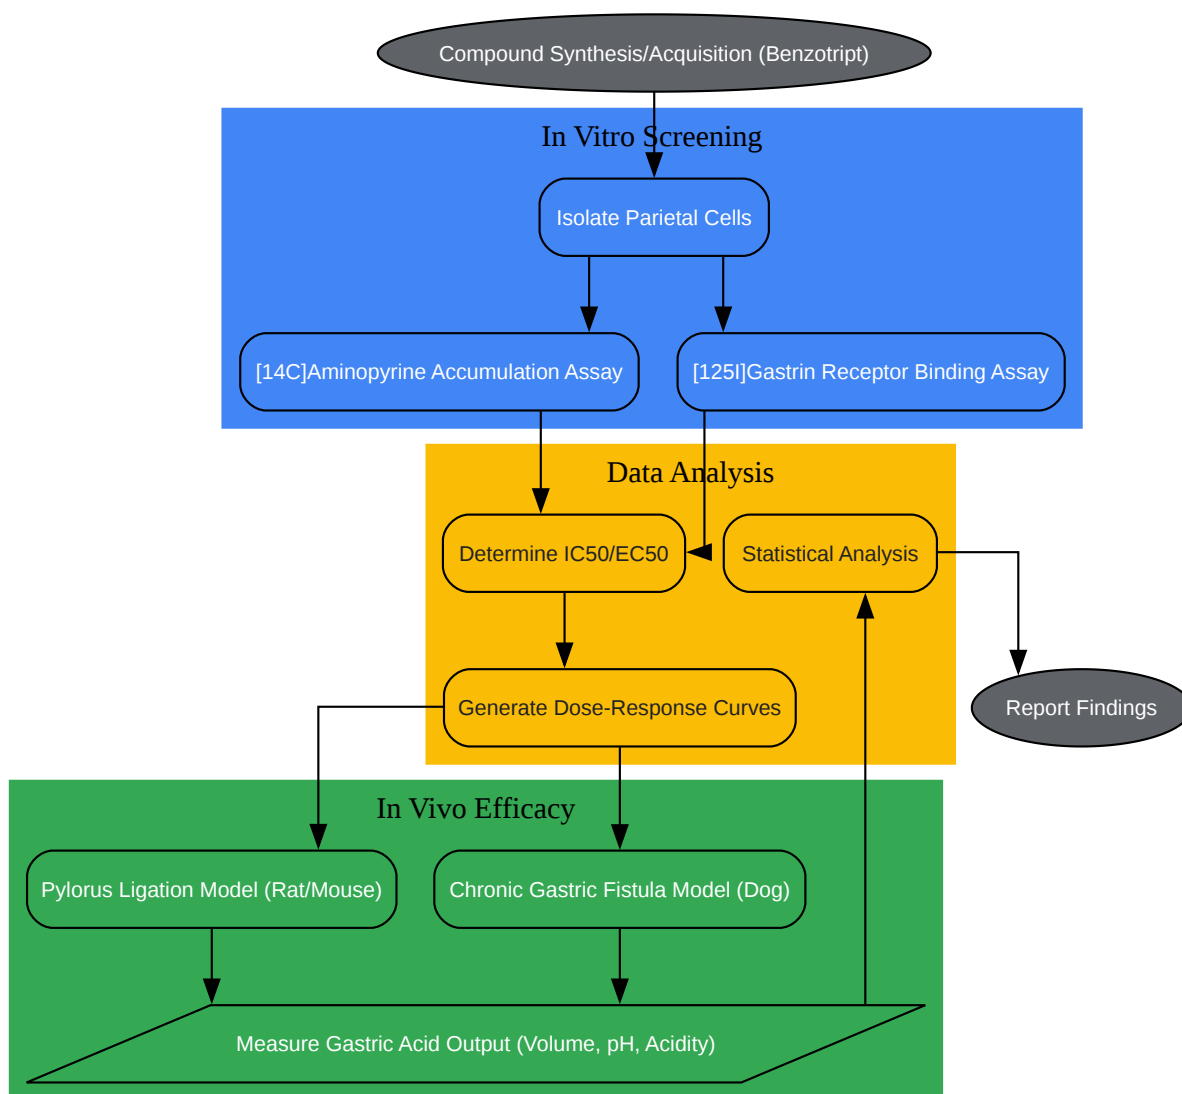 Compound Synthesis/Acquisition (Benzotript)
In Vitro Screening
Isolate Parietal Cells
[14C]Aminopyrine Accumulation Assay
[125I]Gastrin Receptor Binding Assay
Data Analysis
Determine IC50/EC50
Statistical Analysis
Generate Dose-Response Curves
Report Findings
In Vivo Efficacy
Pylorus Ligation Model (Rat/Mouse)
Chronic Gastric Fistula Model (Dog)
Measure Gastric Acid Output (Volume, pH, Acidity)